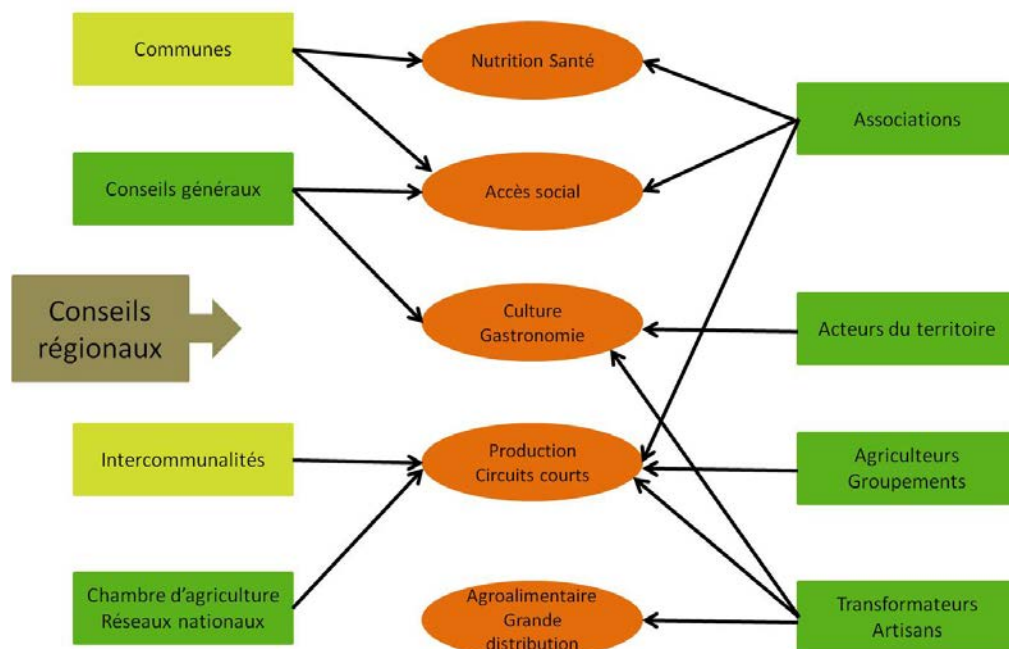 Communes
Nutrition Santé
Associations
Conseils généraux
Accès social
Conseils
régionaux
Culture
Gastronomie
Acteurs du territoire
Intercommunalités
Production
Circuits courts
Agriculteurs
Groupements
Chambre d'agriculture
Réseaux nationaux
Agroalimentaire
Grande
distribution
Transformateurs
Artisans